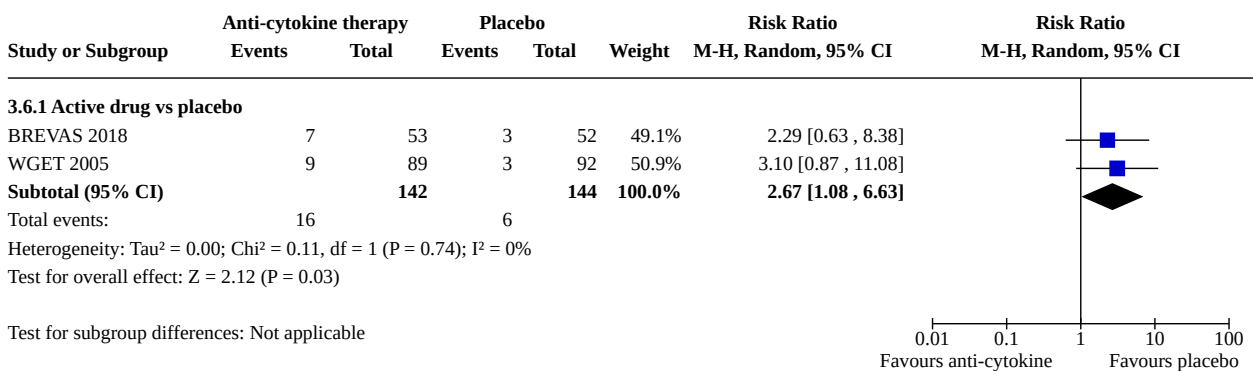 Anti-cytokine therapy Placebo Risk Ratio Risk Ratio
Study or Subgroup Events Total Events Total Weight M-H, Random, 95% CI M-H, Random, 95% CI
3.6.1 Active drug vs placebo
BREVAS 2018 7 53 3 52 49.1% 2.29 [0.63 , 8.38]
WGET 2005 9 89 3 92 50.9% 3.10 [0.87 , 11.08]
Subtotal (95% CI) 142 144 100.0% 2.67 [1.08 , 6.63]
Total events: 16 6
Heterogeneity: Tau² = 0.00; Chi² = 0.11, df = 1 (P = 0.74); I² = 0%
Test for overall effect: Z = 2.12 (P = 0.03)
Test for subgroup differences: Not applicable
0.01 0.1 1 10 100
Favours anti-cytokine Favours placebo